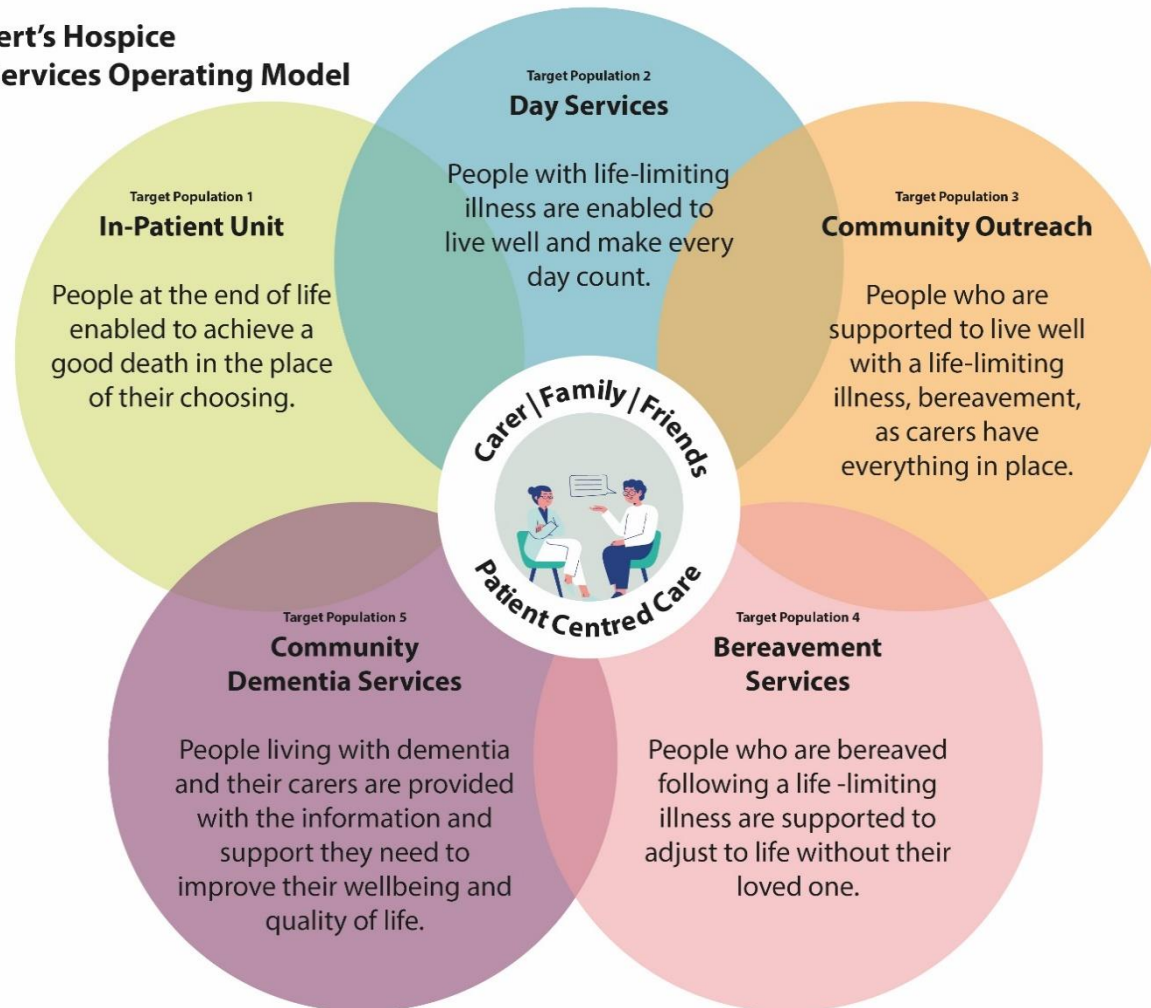 Hospice
Operating Model
Target Population 1
In-Patient Unit
People at the end of life
enabled to achieve a
good death in the place
of their choosing.
Target Population 2
Day Services
People with life-limiting
illness are enabled to
live well and make every
day count.
Target Population 3
Community Outreach
People who are
supported to live well
with a life-limiting
illness, bereavement,
as carers have
everything in place.
Carer | Family | Friends
Patient Centred Care
Target Population 5
Community
Dementia Services
People living with dementia
and their carers are provided
with the information and
support they need to
improve their wellbeing and
quality of life.
Target Population 4
Bereavement
Services
People who are bereaved
following a life -limiting
illness are supported to
adjust to life without their
loved one.